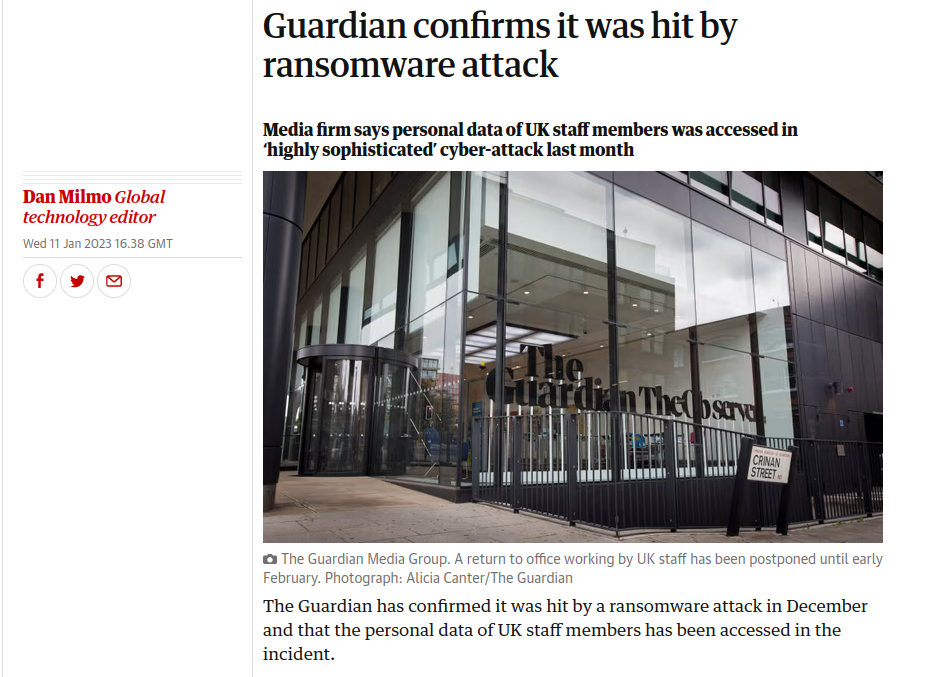 Guardian confirms it was hit by
ransomware attack
Media firm says personal data of UK staff members was accessed in
‘highly sophisticated’ cyber-attack last month
Dan Milmo Global
technology editor
Wed 11 Jan 2023 16.38 GMT
The
Guardian The Observer
CRINAN
STREET
The Guardian Media Group. A return to office working by UK staff has been postponed until early
February. Photograph: Alicia Canter/The Guardian
The Guardian has confirmed it was hit by a ransomware attack in December
and that the personal data of UK staff members has been accessed in the
incident.